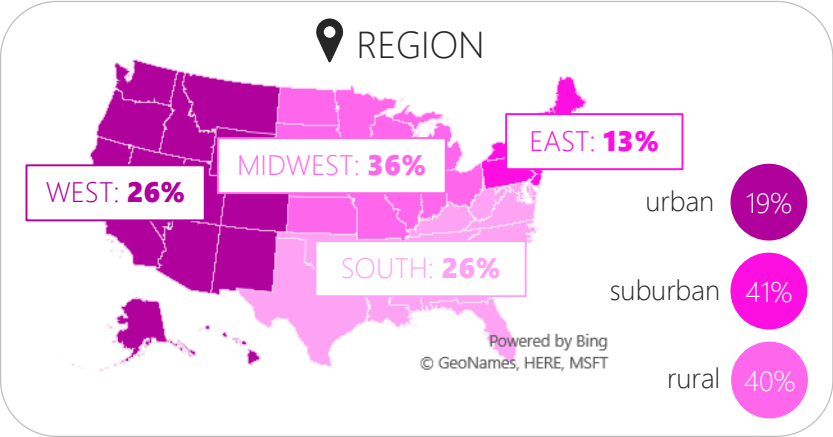 REGION
EAST: 13%
MIDWEST: 36%
WEST: 26%
urban 19%
SOUTH: 26%
suburban 41%
Powered by Bing
© GeoNames, HERE, MSFT
rural 40%